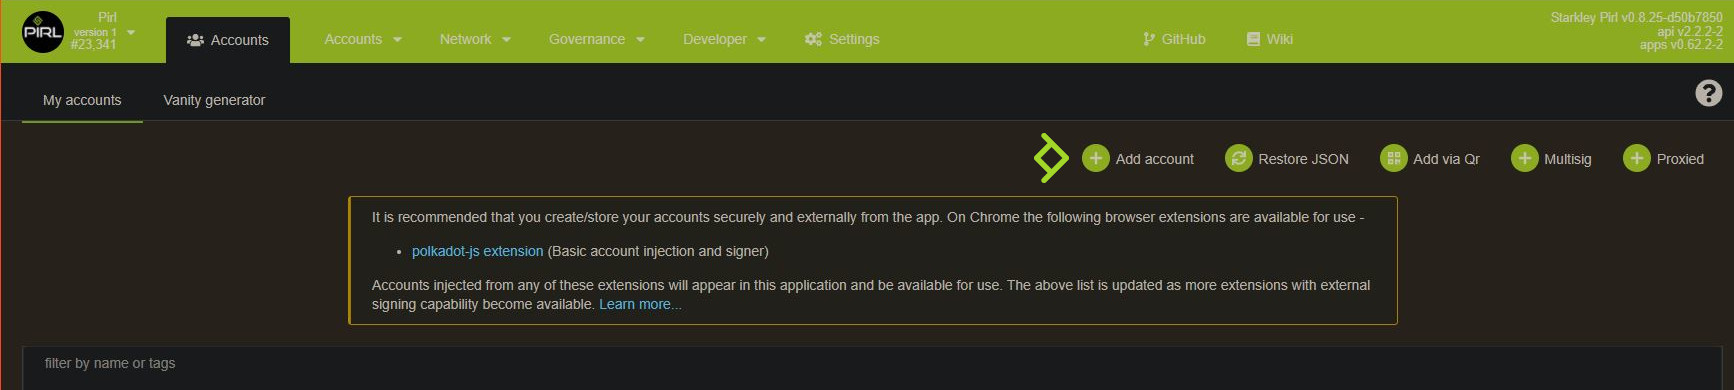 PIRL
Pirl
version 1
#23,341
Accounts
Accounts
Network
Governance
Developer
Settings
GitHub
Wiki
Starkley Pirl v0.8.25-d50b7850
api v2.2.2-2
apps v0.62.2-2
My accounts
Vanity generator
?
Add account
Restore JSON
Add via Qr
Multisig
Proxied
It is recommended that you create/store your accounts securely and externally from the app. On Chrome the following browser extensions are available for use -
• polkadot-js extension (Basic account injection and signer)
Accounts injected from any of these extensions will appear in this application and be available for use. The above list is updated as more extensions with external
signing capability become available. Learn more...
filter by name or tags